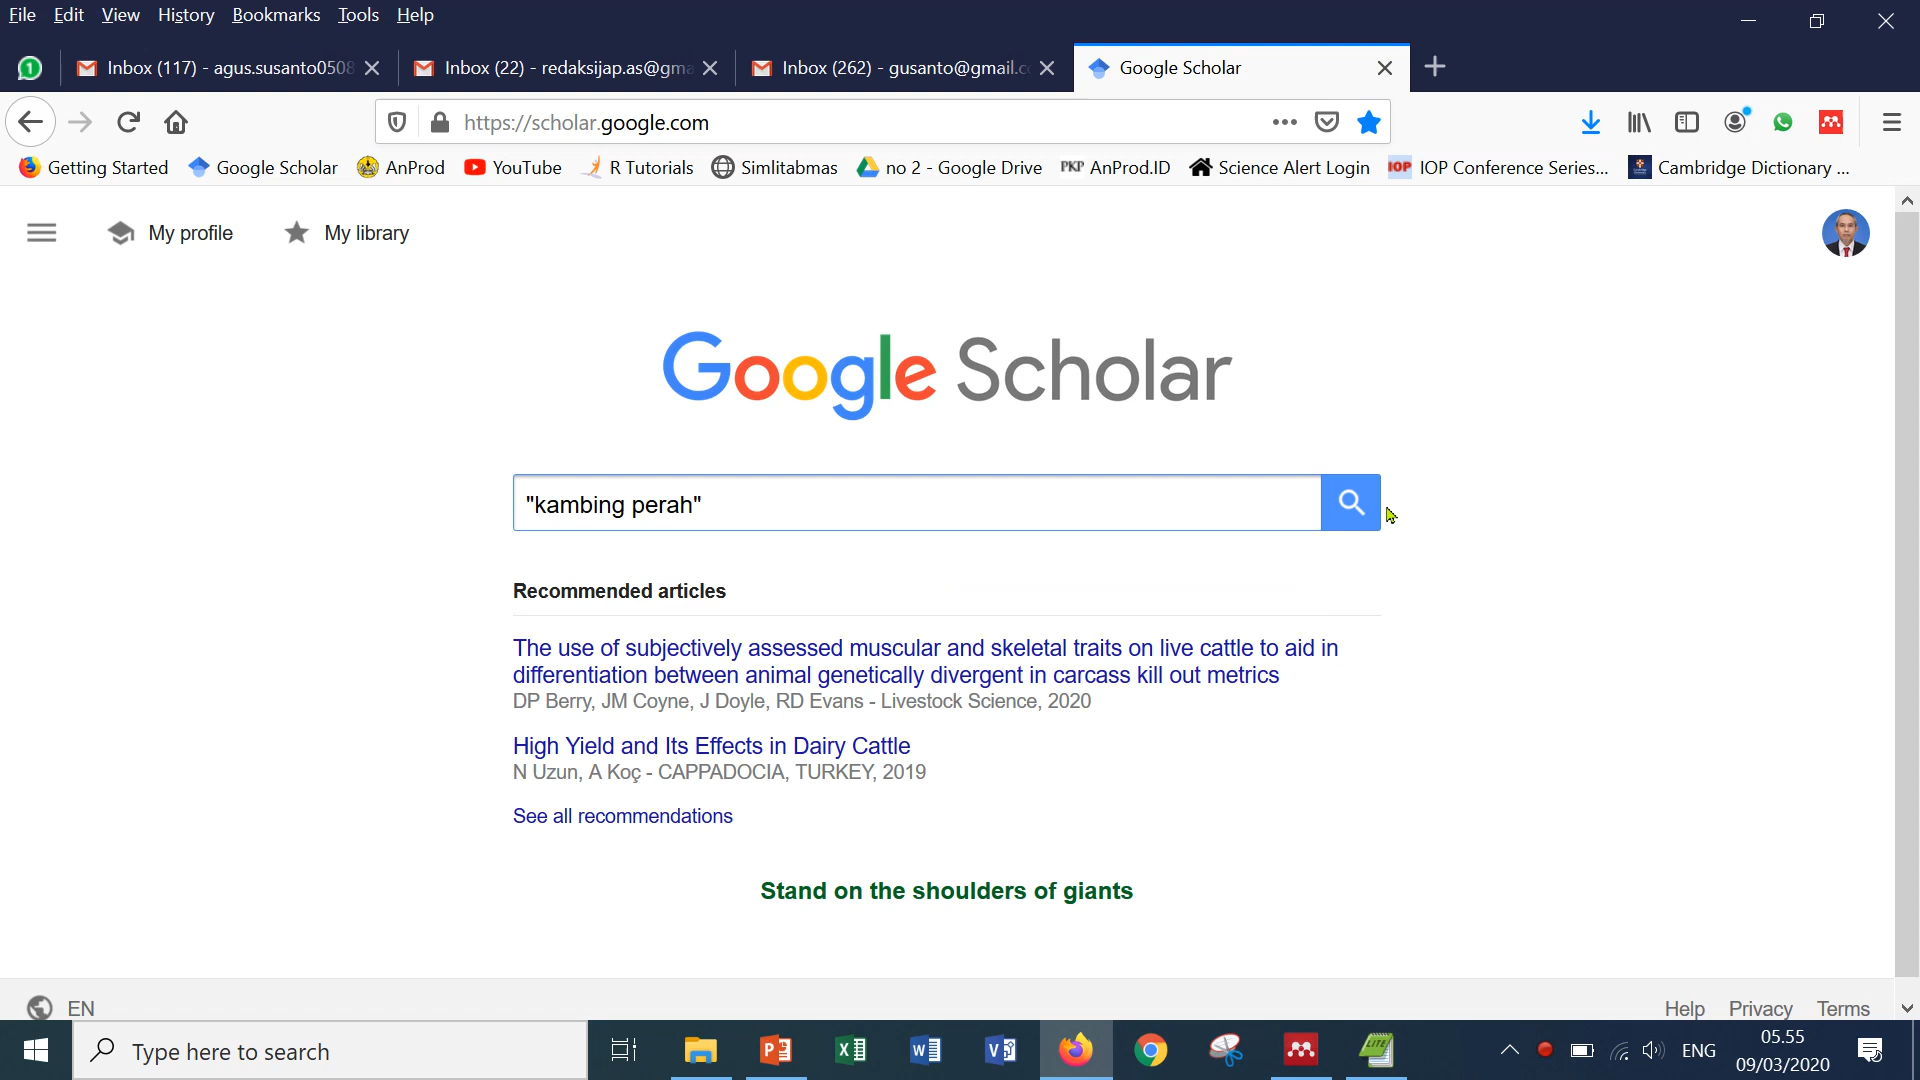 File Edit View History Bookmarks Tools Help
1 Inbox (117) - agus.susanto0508 Inbox (22) - redaksijap.as@gma Inbox (262) - gusanto@gmail.c Google Scholar
https://scholar.google.com
Getting Started Google Scholar AnProd YouTube R Tutorials Simlitabmas no 2 - Google Drive PKP AnProd.ID Science Alert Login IOP IOP Conference Series... Cambridge Dictionary ...
My profile My library
Google Scholar
"kambing perah"
Recommended articles
The use of subjectively assessed muscular and skeletal traits on live cattle to aid in
differentiation between animal genetically divergent in carcass kill out metrics
DP Berry, JM Coyne, J Doyle, RD Evans - Livestock Science, 2020
High Yield and Its Effects in Dairy Cattle
N Uzun, A Koç - CAPPADOCIA, TURKEY, 2019
See all recommendations
Stand on the shoulders of giants
EN Help Privacy Terms
Type here to search LITE ENG 05.55
09/03/2020